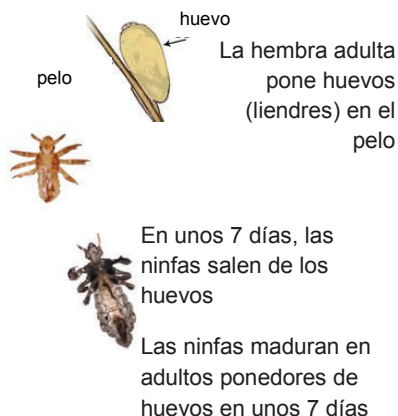 huevo
pelo
La hembra adulta
pone huevos
(liendres) en el
pelo
En unos 7 días, las
ninfas salen de los
huevos
Las ninfas maduran en
adultos ponedores de
huevos en unos 7 días